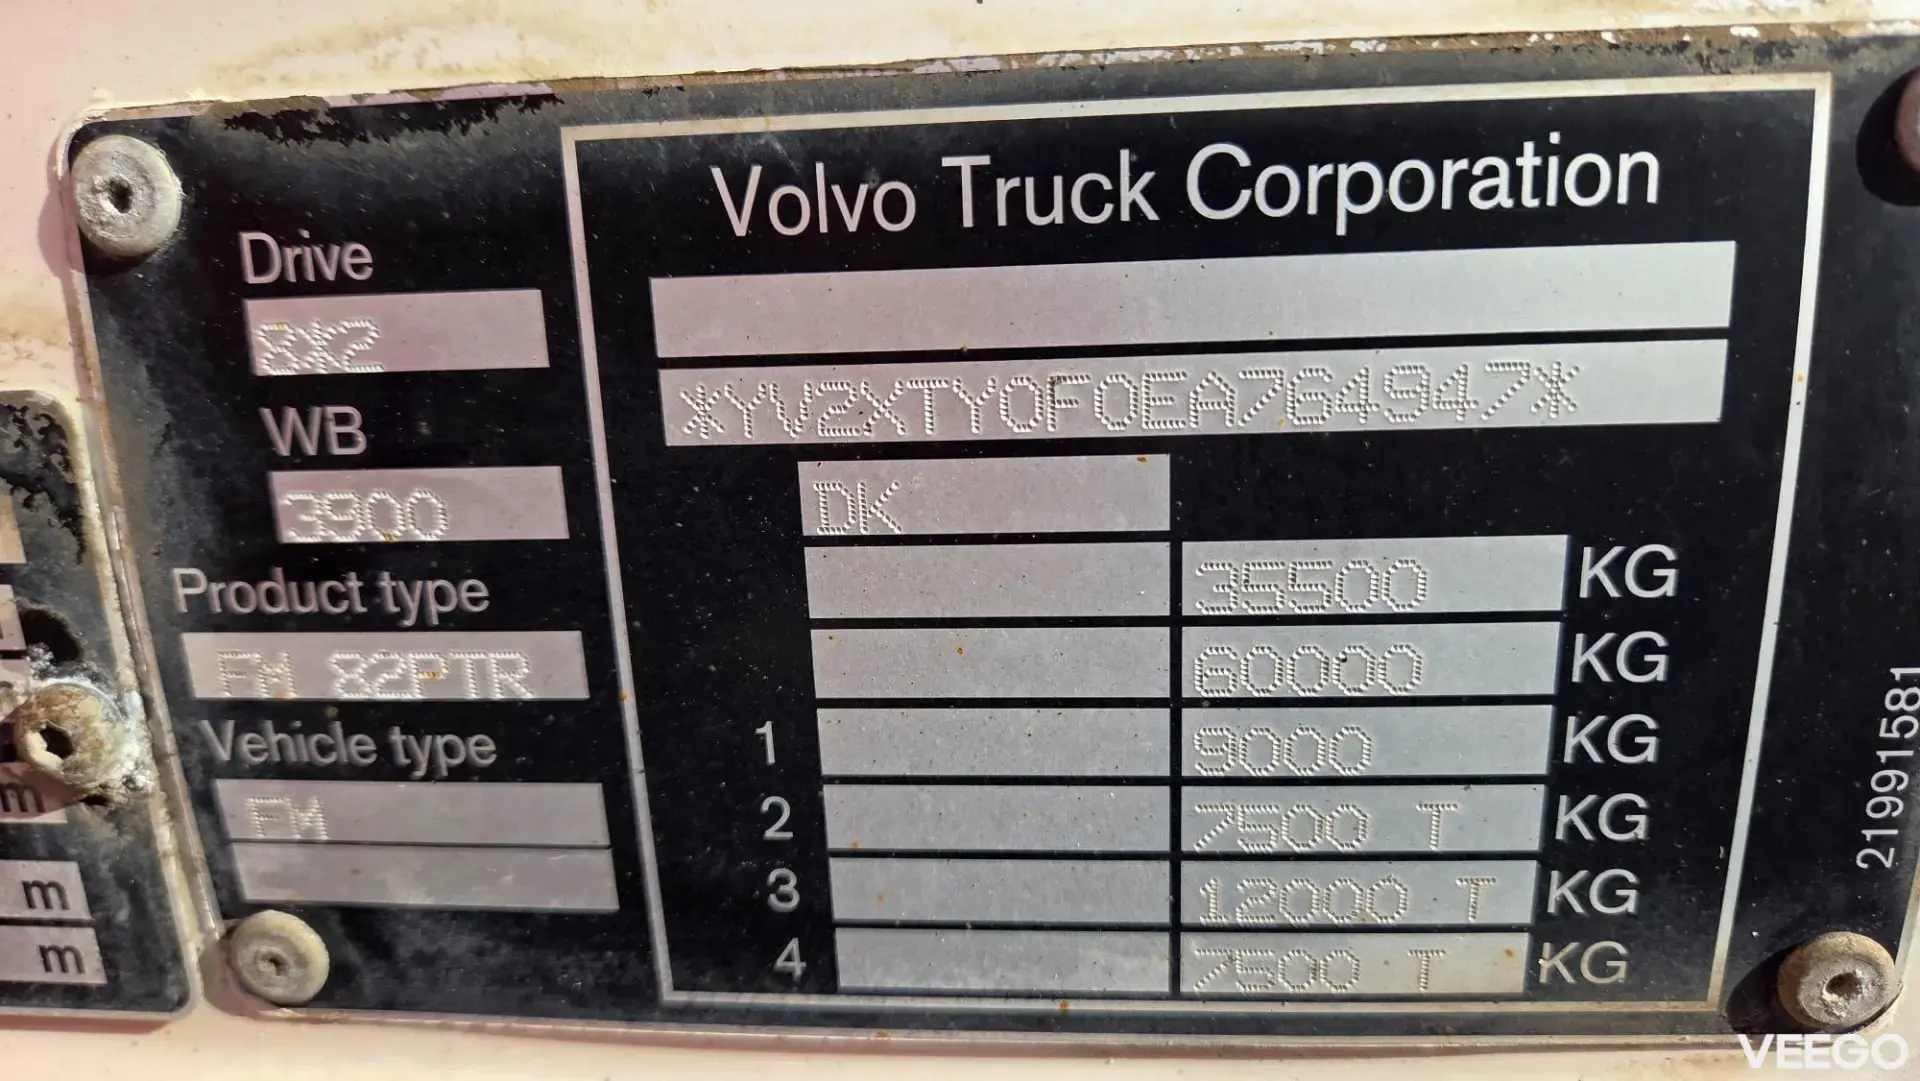 Volvo Truck Corporation
*YV2XTY0F0EA764947*
DK
35500 KG
60000 KG
1 9000 KG
2 7500 T KG
3 12000 T KG
4 7500 T KG
Drive
8X2
WB
3900
Product type
FM 82PTR
Vehicle type
FM
21991581
m
m
m
VEEGO